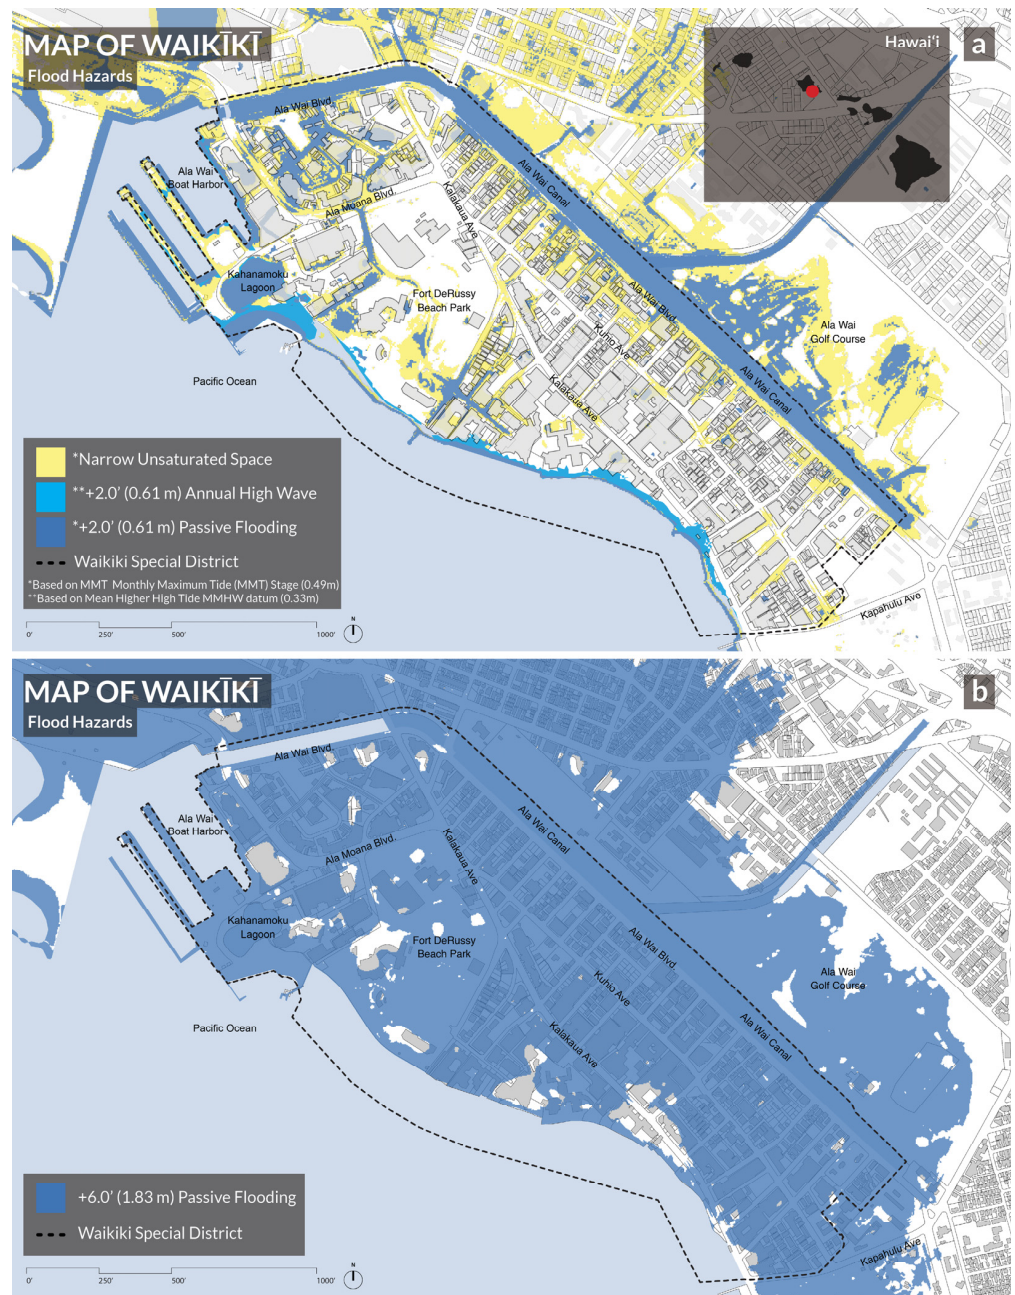 MAP OF WAIKĪKĪ
Flood Hazards
Hawaiʻi
a
Ala Wai Blvd.
Ala Wai
Boat Harbor
Ala Moana Blvd.
Kalakaua Ave
Ala Wai Canal
Kahanamoku
Lagoon
Fort DeRussy
Beach Park
Ala Wai Blvd.
Ala Wai
Golf Course
Kuhio Ave
Pacific Ocean
Kalakaua Ave
Ala Wai Canal
Kapahulu Ave
*Narrow Unsaturated Space
**+2.0' (0.61 m) Annual High Wave
*+2.0' (0.61 m) Passive Flooding
Waikiki Special District
*Based on MMT Monthly Maximum Tide (MMT) Stage (0.49m)
**Based on Mean Higher High Tide MMHW datum (0.33m)
0' 250' 500' 1000'
N
MAP OF WAIKĪKĪ
Flood Hazards
b
Ala Wai Blvd.
Ala Wai
Boat Harbor
Ala Moana Blvd.
Kalakaua Ave
Ala Wai Canal
Kahanamoku
Lagoon
Fort DeRussy
Beach Park
Ala Wai Blvd.
Ala Wai
Golf Course
Kuhio Ave
Pacific Ocean
Kalakaua Ave
Ala Wai Canal
Kapahulu Ave
+6.0' (1.83 m) Passive Flooding
Waikiki Special District
0' 250' 500' 1000'
N